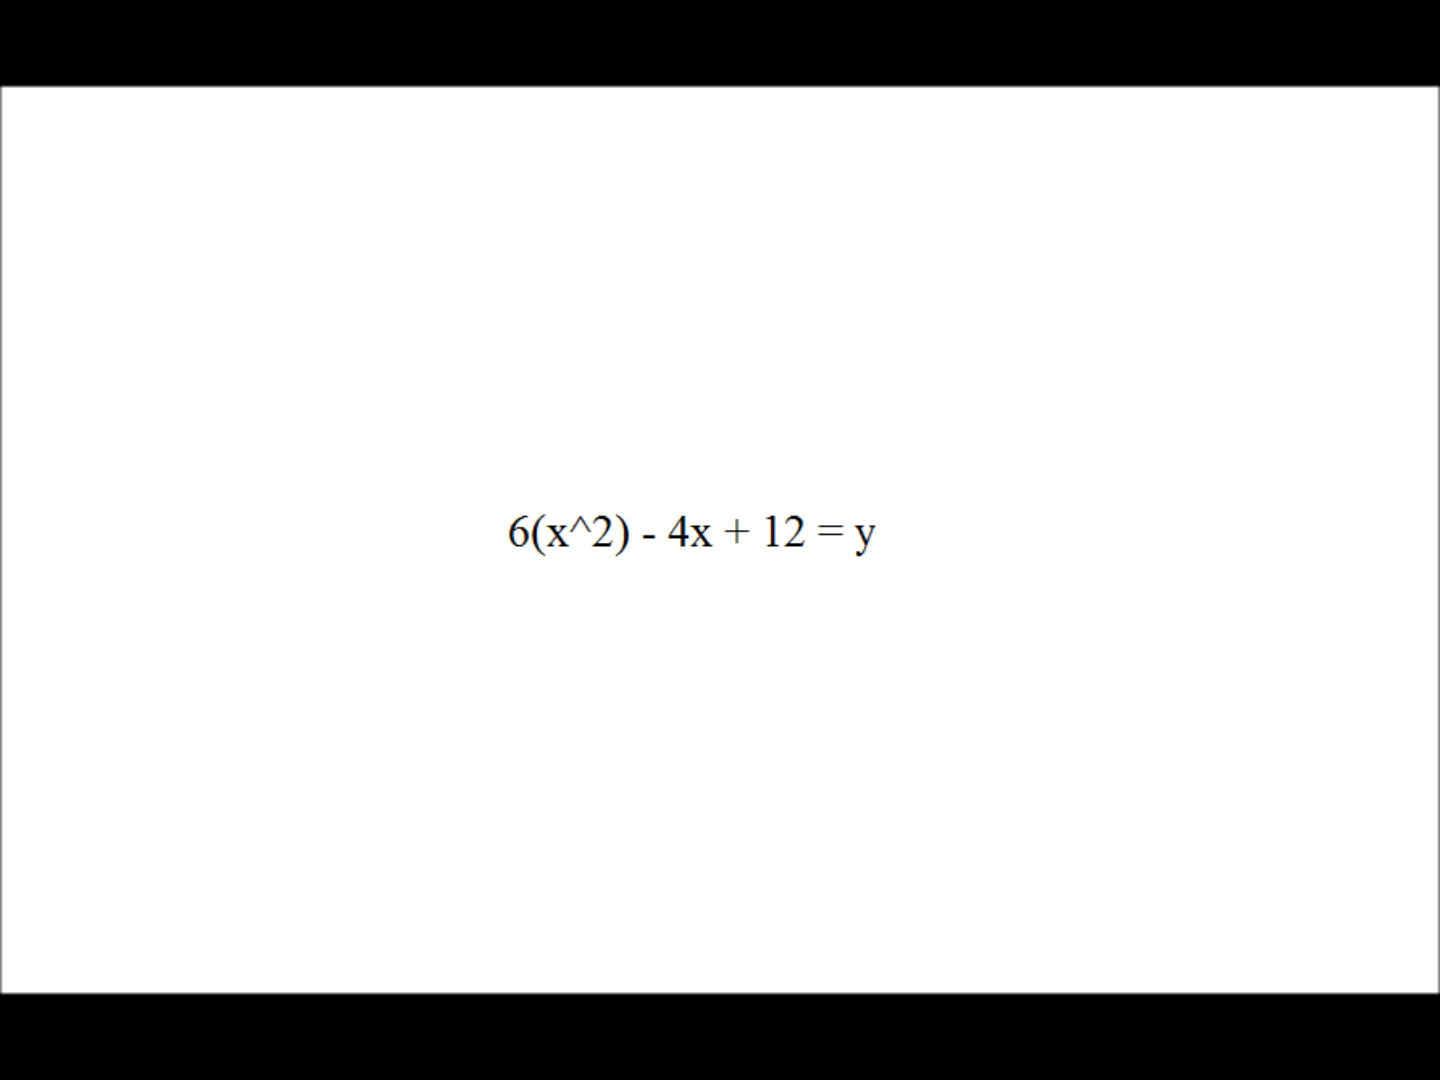 6(x^2) - 4x + 12 = y